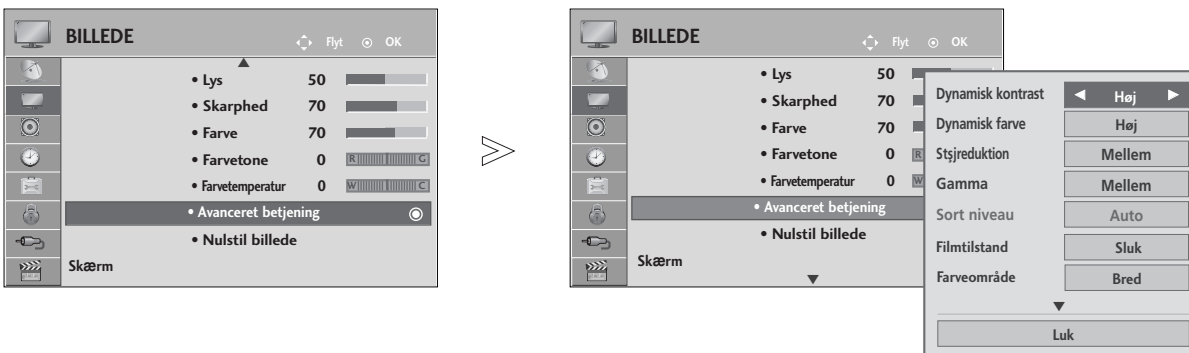 BILLEDE Flyt OK
• Lys 50
• Skarphed 70
• Farve 70
• Farvetone 0 R G
• Farvetemperatur 0 W C
• Avanceret betjening
• Nulstil billede
Skærm
>
BILLEDE Flyt OK
• Lys 50
• Skarphed 70
• Farve 70
• Farvetone 0 R
• Farvetemperatur 0 W
• Avanceret betjening
• Nulstil billede
Skærm
Dynamisk kontrast Høj
Dynamisk farve Høj
Stsjreduktion Mellem
Gamma Mellem
Sort niveau Auto
Filmtilstand Sluk
Farveområde Bred
Luk